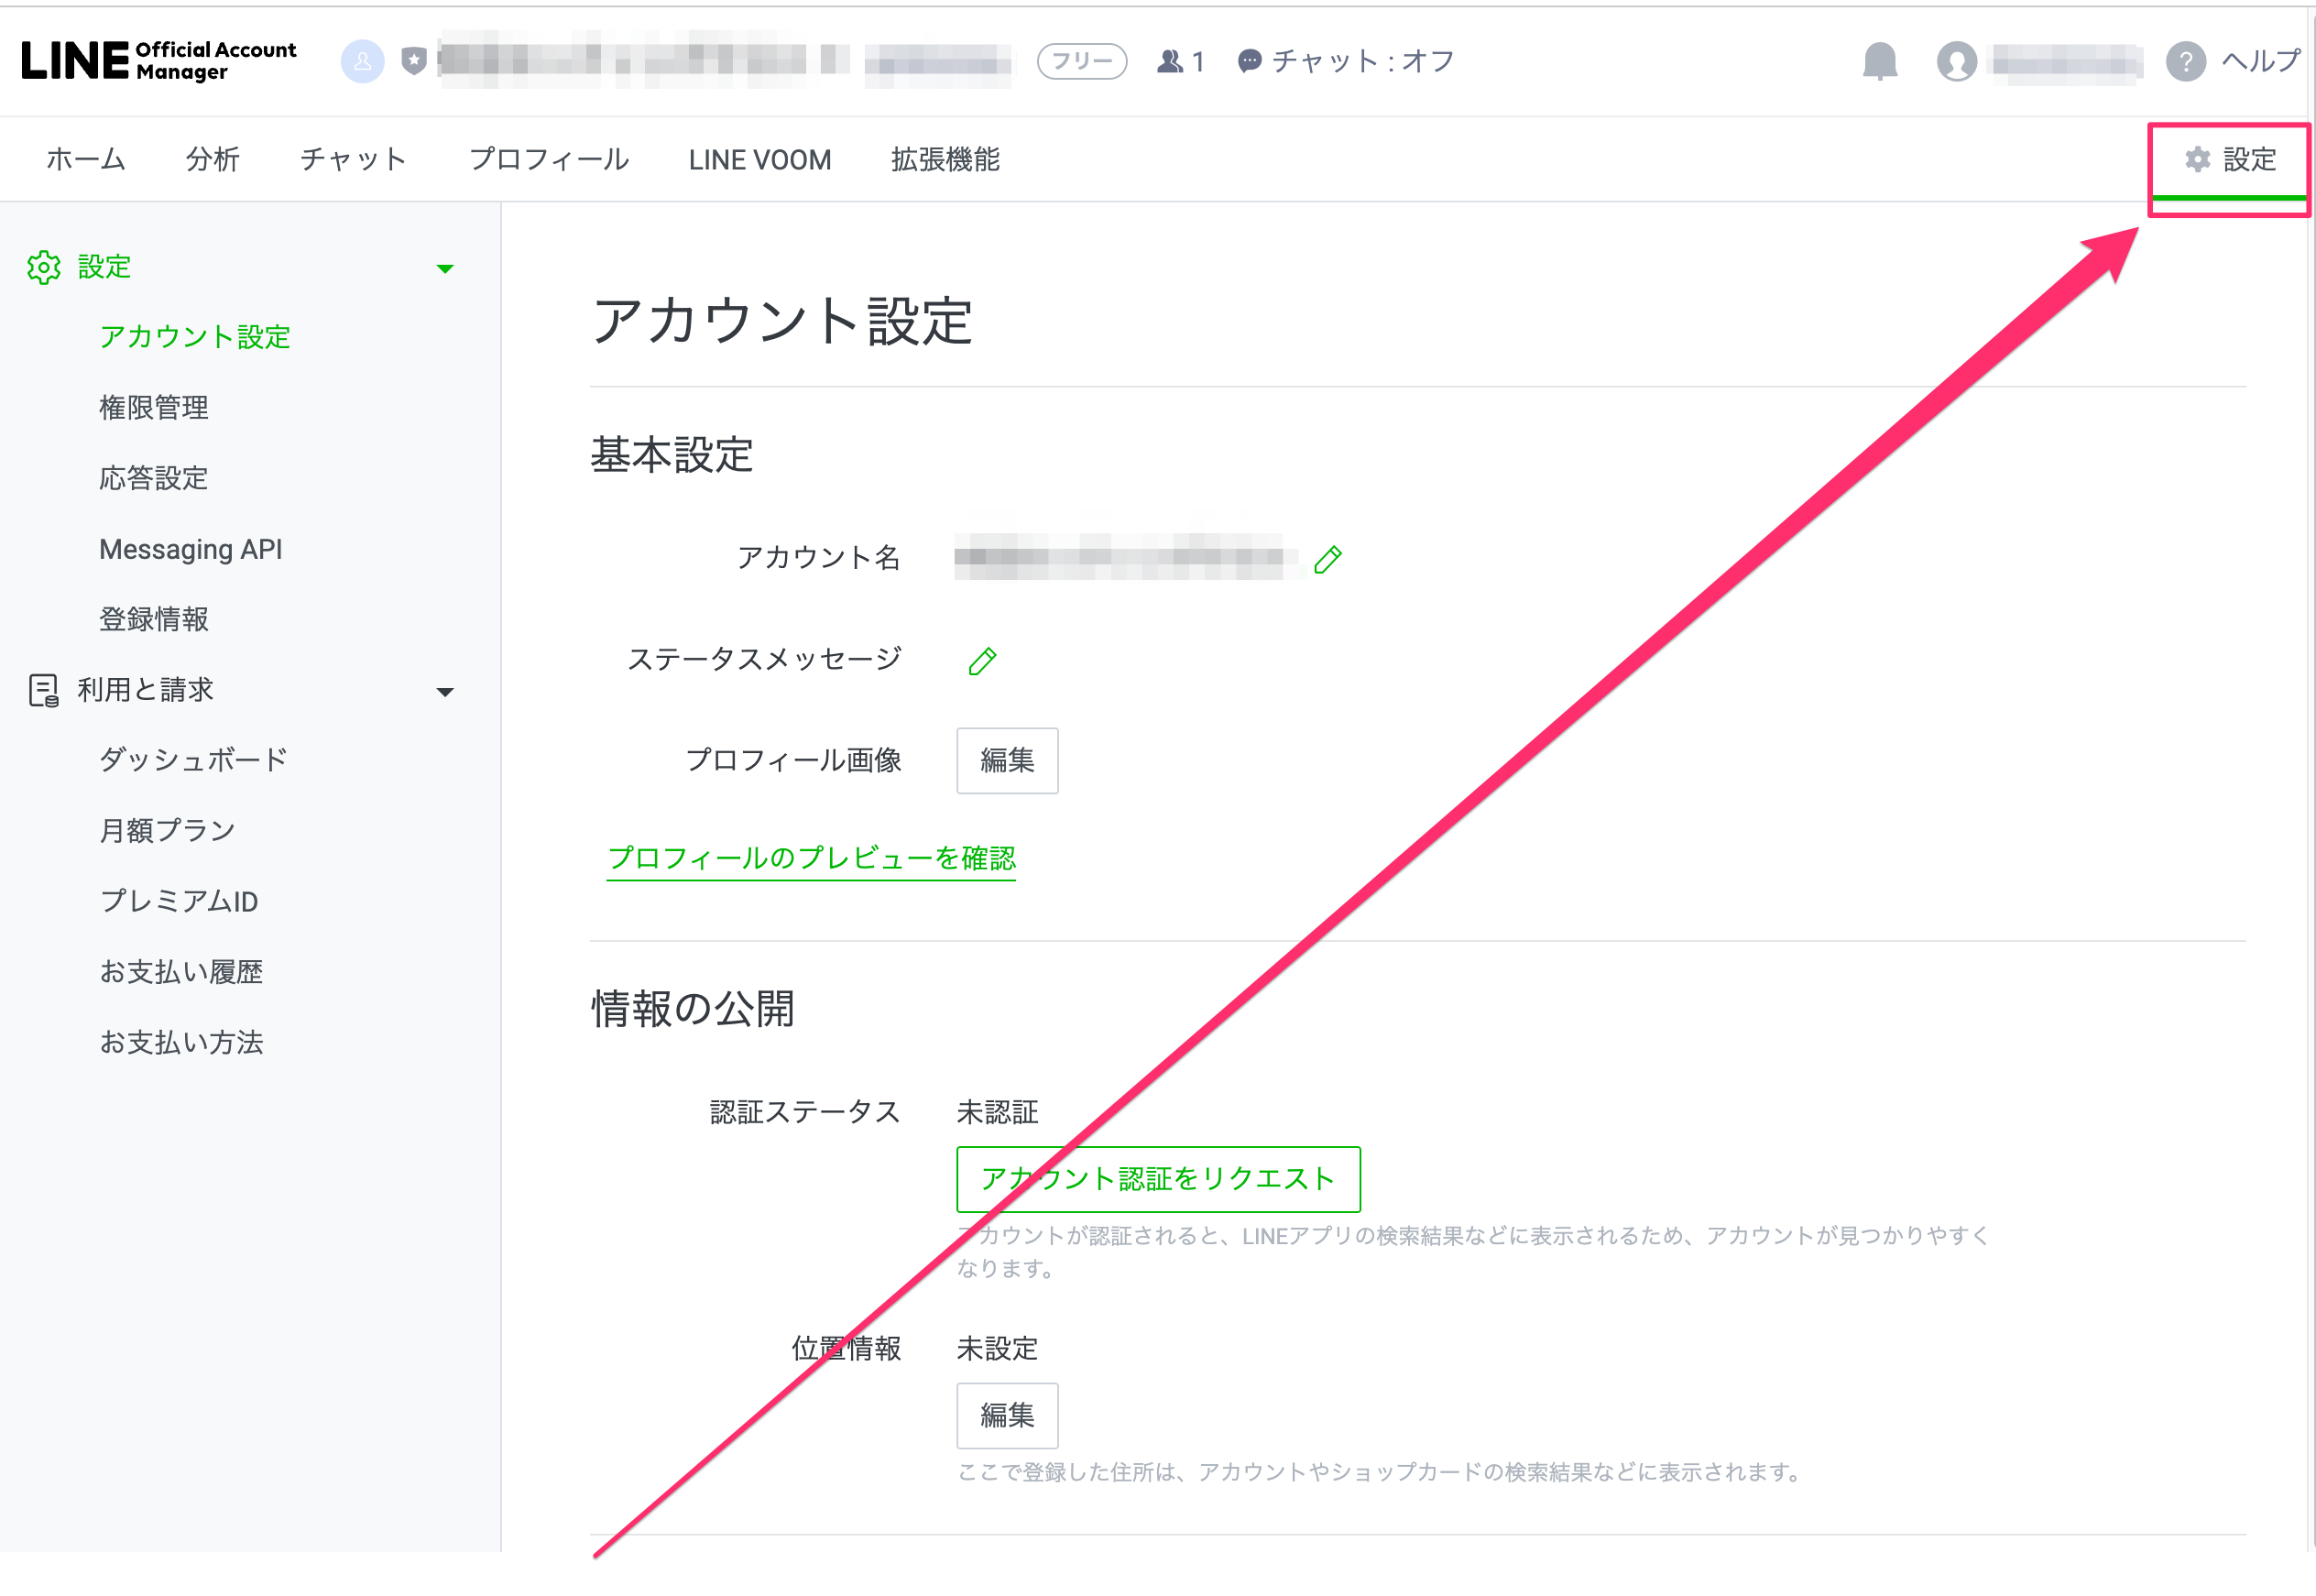 LINE Official Account Manager
フリー
1
チャット : オフ
ヘルプ
ホーム
分析
チャット
プロフィール
LINE VOOM
拡張機能
設定
設定
アカウント設定
権限管理
応答設定
Messaging API
登録情報
利用と請求
ダッシュボード
月額プラン
プレミアムID
お支払い履歴
お支払い方法
アカウント設定
基本設定
アカウント名
ステータスメッセージ
プロフィール画像
編集
プロフィールのプレビューを確認
情報の公開
認証ステータス
未認証
アカウント認証をリクエスト
アカウントが認証されると、LINEアプリの検索結果などに表示されるため、アカウントが見つかりやすく
なります。
位置情報
未設定
編集
ここで登録した住所は、アカウントやショップカードの検索結果などに表示されます。